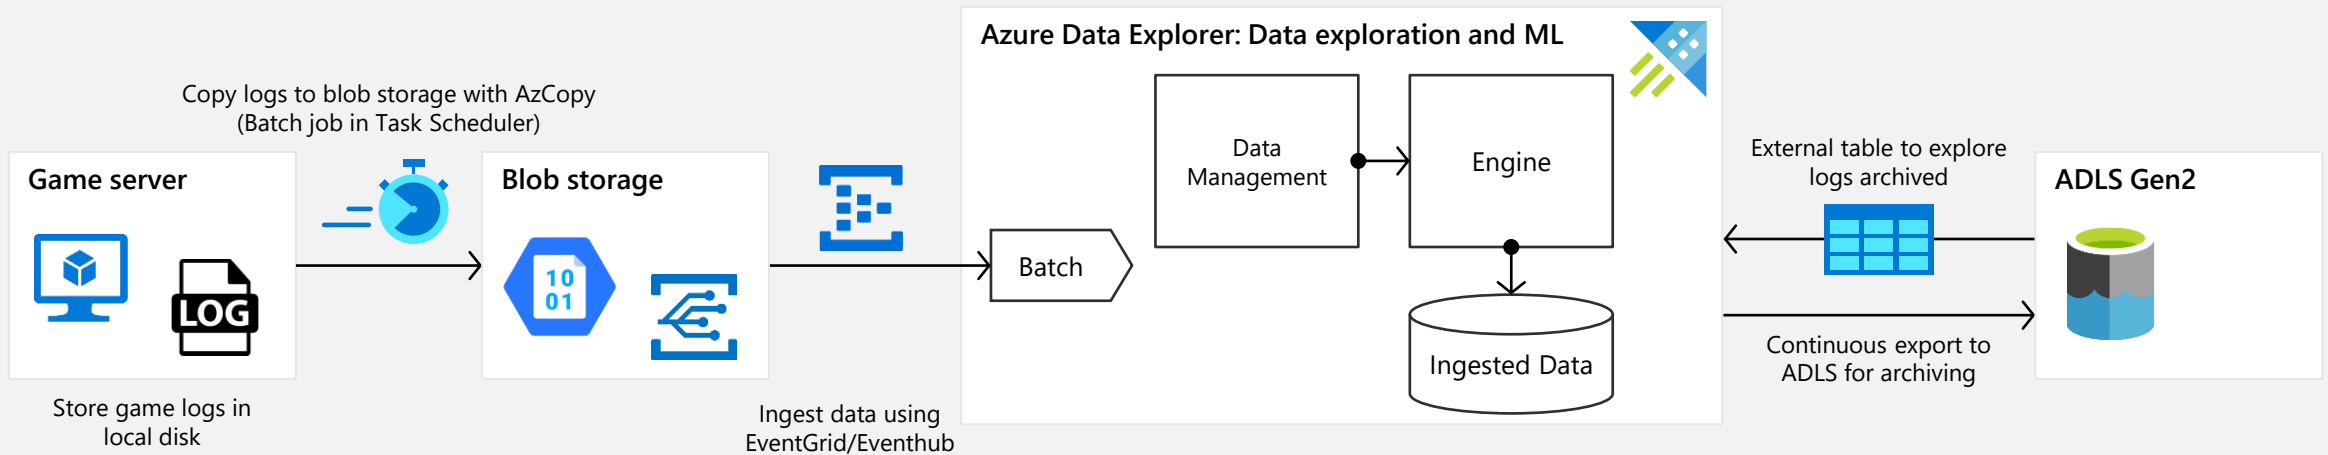 Copy logs to blob storage with AzCopy
(Batch job in Task Scheduler)
Game server
LOG
Store game logs in
local disk
Blob storage
10
01
Ingest data using
EventGrid/Eventhub
Azure Data Explorer: Data exploration and ML
Batch
Data
Management
Engine
Ingested Data
External table to explore
logs archived
Continuous export to
ADLS for archiving
ADLS Gen2